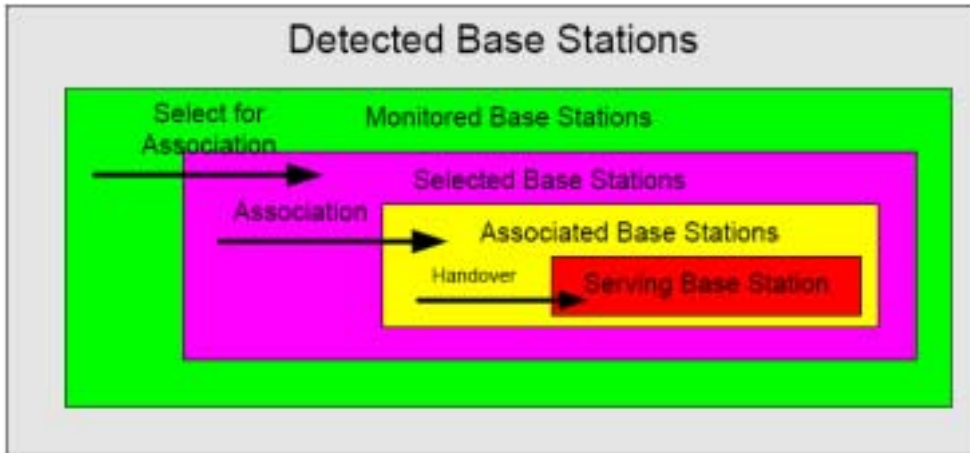 Detected Base Stations
Select for
Association
Monitored Base Stations
Selected Base Stations
Association
Associated Base Stations
Handover
Serving Base Station